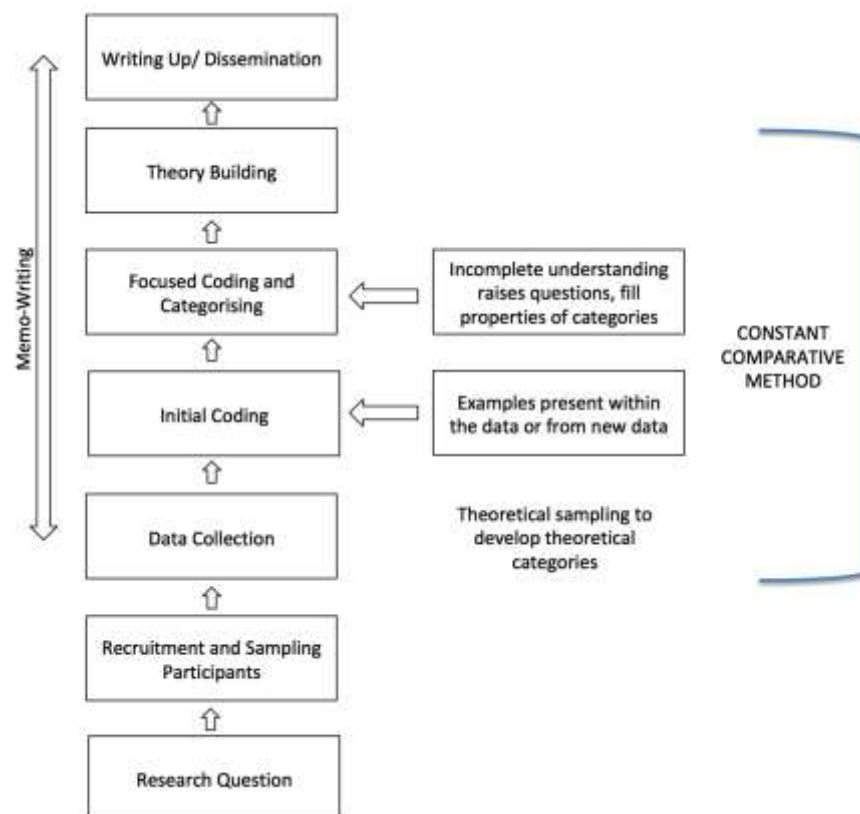 Writing Up/ Dissemination
Theory Building
Memo-Writing
Focused Coding and
Categorising
Incomplete understanding
raises questions, fill
properties of categories
CONSTANT
COMPARATIVE
METHOD
Initial Coding
Examples present within
the data or from new data
Data Collection
Theoretical sampling to
develop theoretical
categories
Recruitment and Sampling
Participants
Research Question